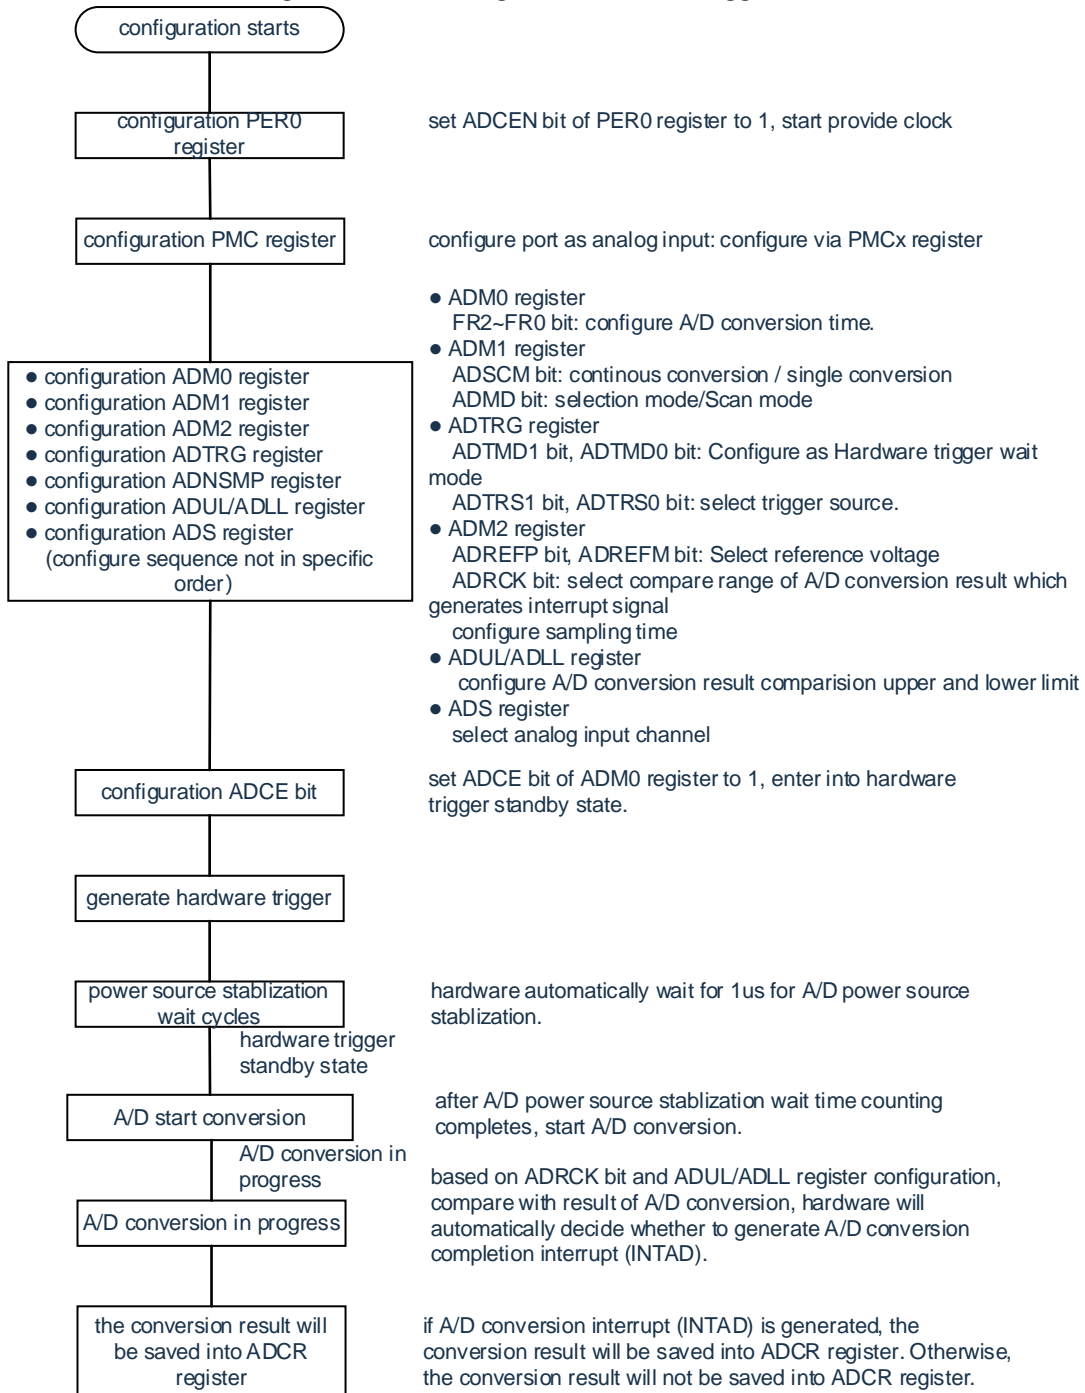 configuration starts
configuration PER0
register
set ADCEN bit of PER0 register to 1, start provide clock
configuration PMC register
configure port as analog input: configure via PMCx register
● configuration ADM0 register
● configuration ADM1 register
● configuration ADM2 register
● configuration ADTRG register
● configuration ADNSMP register
● configuration ADUL/ADLL register
● configuration ADS register
(configure sequence not in specific
order)
● ADM0 register
FR2~FR0 bit: configure A/D conversion time.
● ADM1 register
ADSCM bit: continous conversion / single conversion
ADMD bit: selection mode/Scan mode
● ADTRG register
ADTMD1 bit, ADTMD0 bit: Configure as Hardware trigger wait
mode
ADTRS1 bit, ADTRS0 bit: select trigger source.
● ADM2 register
ADREFP bit, ADREFM bit: Select reference voltage
ADRCK bit: select compare range of A/D conversion result which
generates interrupt signal
configure sampling time
● ADUL/ADLL register
configure A/D conversion result comparision upper and lower limit
● ADS register
select analog input channel
configuration ADCE bit
set ADCE bit of ADM0 register to 1, enter into hardware
trigger standby state.
generate hardware trigger
power source stablization
wait cycles
hardware automatically wait for 1us for A/D power source
stablization.
hardware trigger
standby state
A/D start conversion
after A/D power source stablization wait time counting
completes, start A/D conversion.
A/D conversion in
progress
A/D conversion in progress
based on ADRCK bit and ADUL/ADLL register configuration,
compare with result of A/D conversion, hardware will
automatically decide whether to generate A/D conversion
completion interrupt (INTAD).
the conversion result will
be saved into ADCR
register
if A/D conversion interrupt (INTAD) is generated, the
conversion result will be saved into ADCR register. Otherwise,
the conversion result will not be saved into ADCR register.